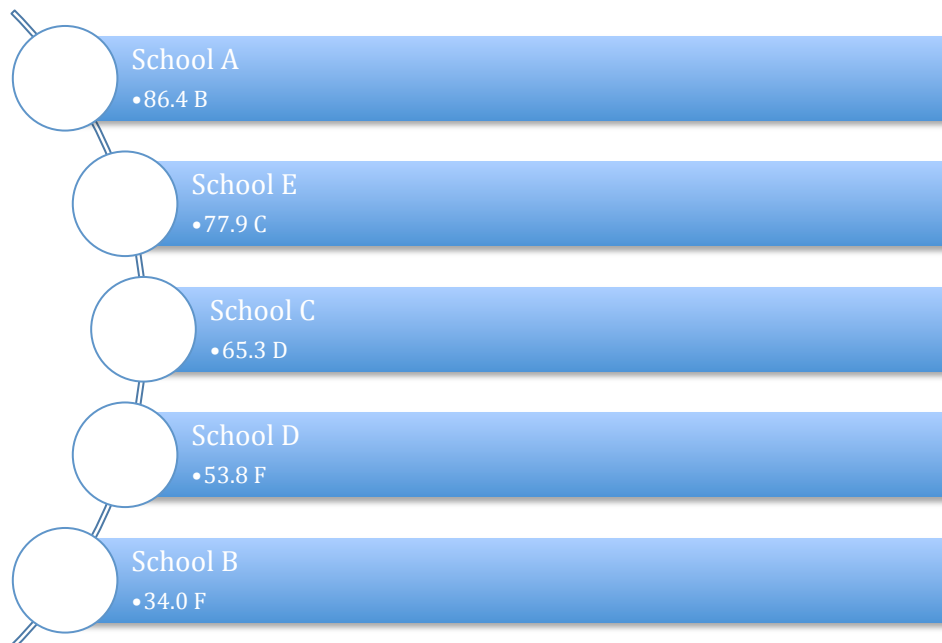 School A
•86.4 B
School E
•77.9 C
School C
•65.3 D
School D
•53.8 F
School B
•34.0 F